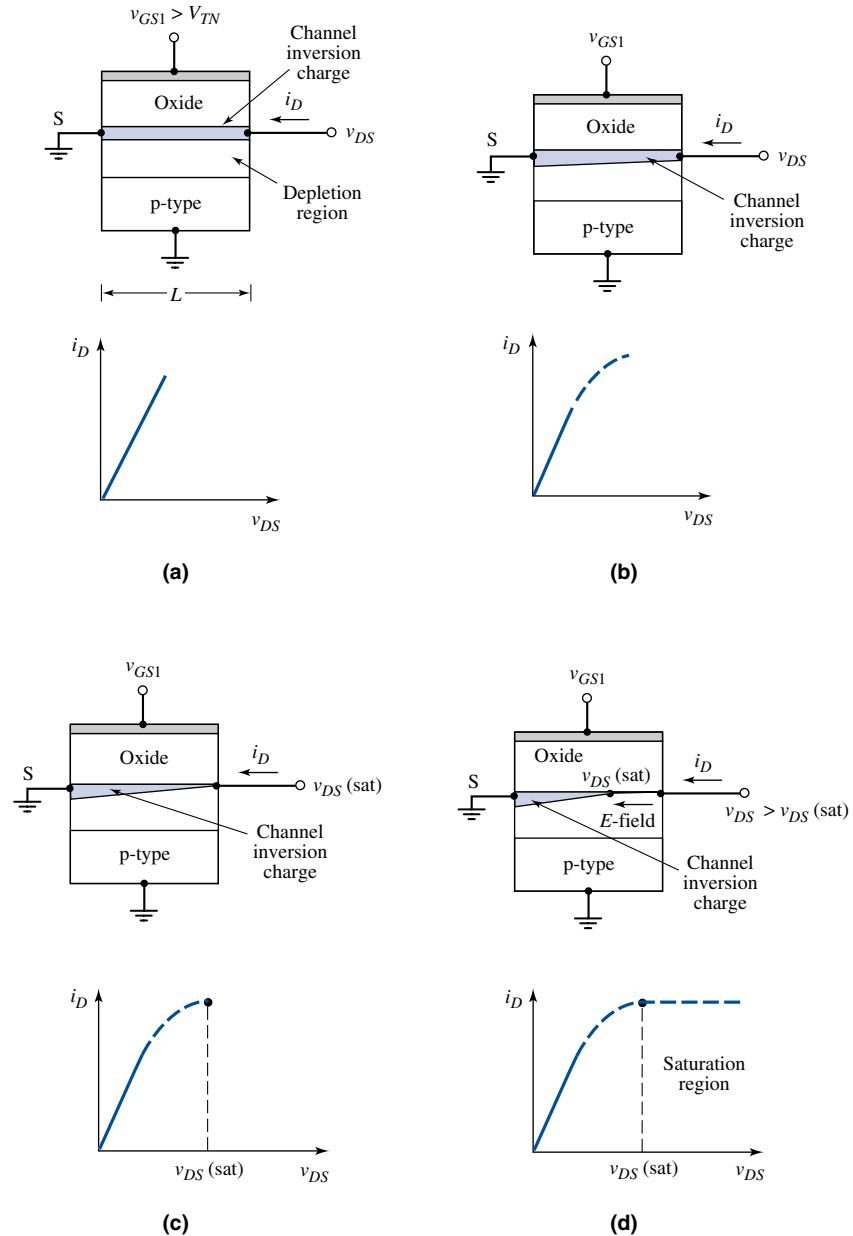 v_GS1 > V_TN
Channel
inversion
charge
Oxide
i_D
S
v_DS
Depletion
region
p-type
L
i_D
v_DS
(a)
v_GS1
Oxide
i_D
S
v_DS
Channel
inversion
charge
p-type
i_D
v_DS
(b)
v_GS1
Oxide
i_D
S
v_DS (sat)
Channel
inversion
charge
p-type
i_D
v_DS (sat)
v_DS
(c)
v_GS1
Oxide
S
v_DS (sat)
i_D
E-field
v_DS > v_DS (sat)
p-type
Channel
inversion
charge
i_D
Saturation
region
v_DS (sat)
v_DS
(d)